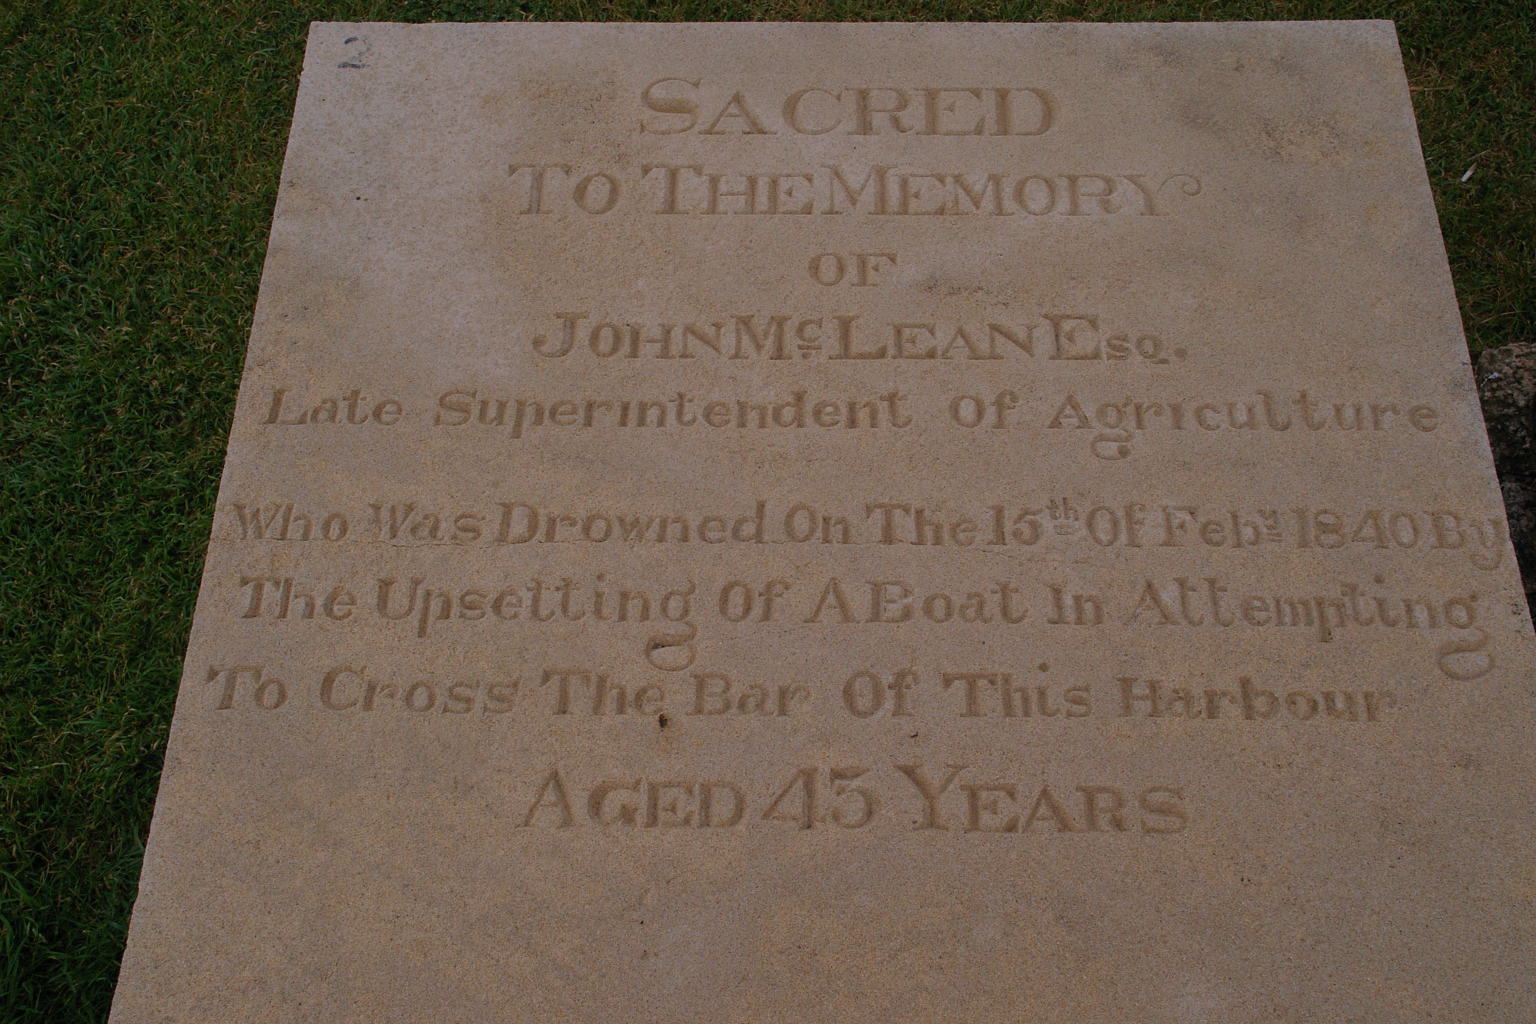 2
SACRED
TO THE MEMORY
OF
JOHN Mc LEAN Esq.
Late Superintendent Of Agriculture
Who Was Drowned On The 15th Of Feby 1840 By
The Upsetting Of A Boat In Attempting
To Cross The Bar Of This Harbour
AGED 45 YEARS